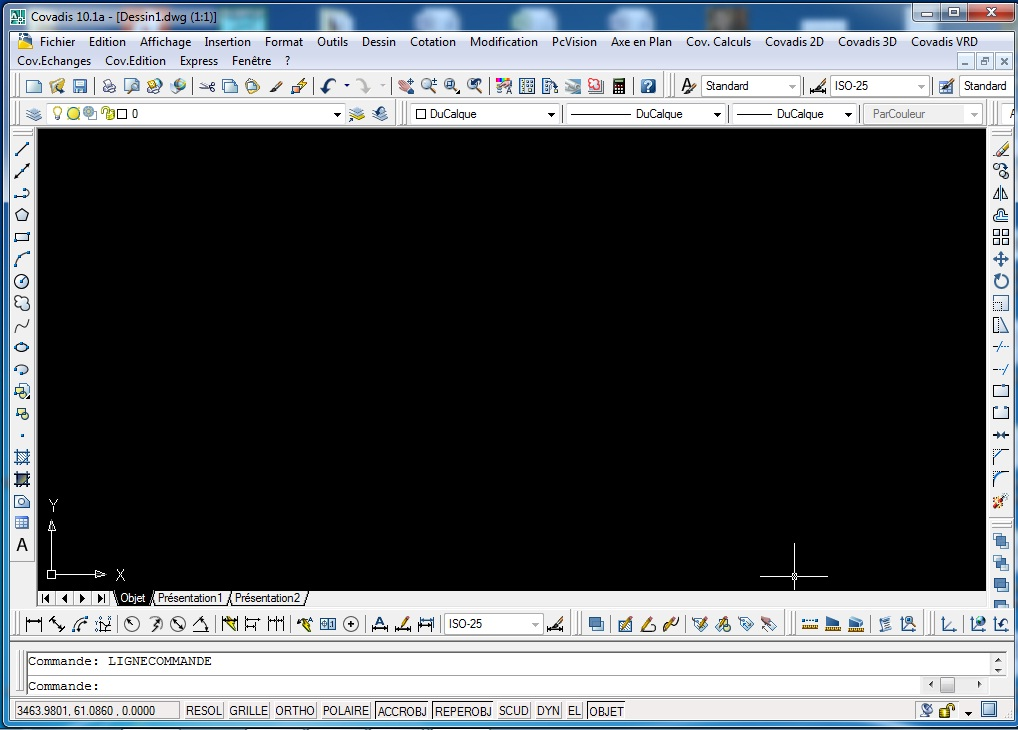 Covadis 10.1a - [Dessin1.dwg (1:1)]
Fichier Edition Affichage Insertion Format Outils Dessin Cotation Modification PcVision Axe en Plan Cov. Calculs Covadis 2D Covadis 3D Covadis VRD
Cov.Echanges Cov.Edition Express Fenêtre ?
Standard ISO-25 Standard
0 DuCalque DuCalque DuCalque ParCouleur
A
Y
X
Objet Présentation1 Présentation2
ISO-25
Commande: LIGNECOMMANDE
Commande:
3463.9801, 61.0860 , 0.0000 RESOL GRILLE ORTHO POLAIRE ACCROBJ REPEROBJ SCUD DYN EL OBJET